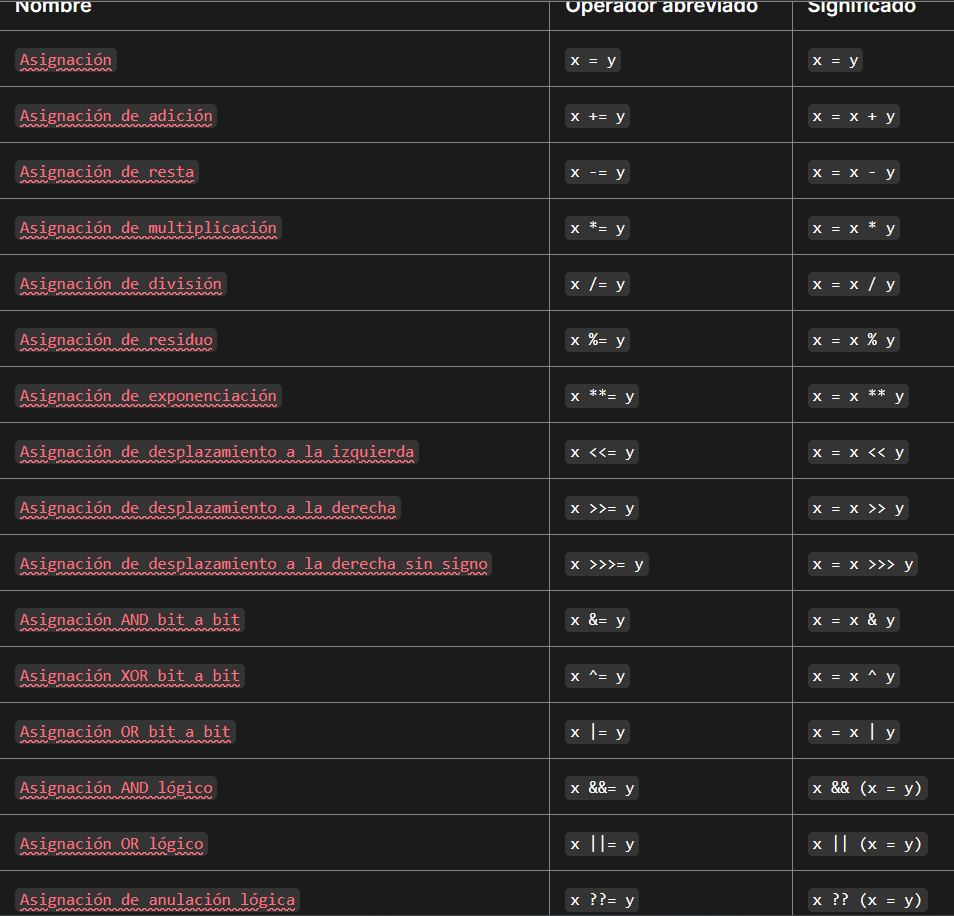 Nombre Operador abreviado Significado
Asignación x = y x = y
Asignación de adición x += y x = x + y
Asignación de resta x -= y x = x - y
Asignación de multiplicación x *= y x = x * y
Asignación de división x /= y x = x / y
Asignación de residuo x %= y x = x % y
Asignación de exponenciación x **= y x = x ** y
Asignación de desplazamiento a la izquierda x <<= y x = x << y
Asignación de desplazamiento a la derecha x >>= y x = x >> y
Asignación de desplazamiento a la derecha sin signo x >>>= y x = x >>> y
Asignación AND bit a bit x &= y x = x & y
Asignación XOR bit a bit x ^= y x = x ^ y
Asignación OR bit a bit x |= y x = x | y
Asignación AND lógico x &&= y x && (x = y)
Asignación OR lógico x ||= y x || (x = y)
Asignación de anulación lógica x ??= y x ?? (x = y)